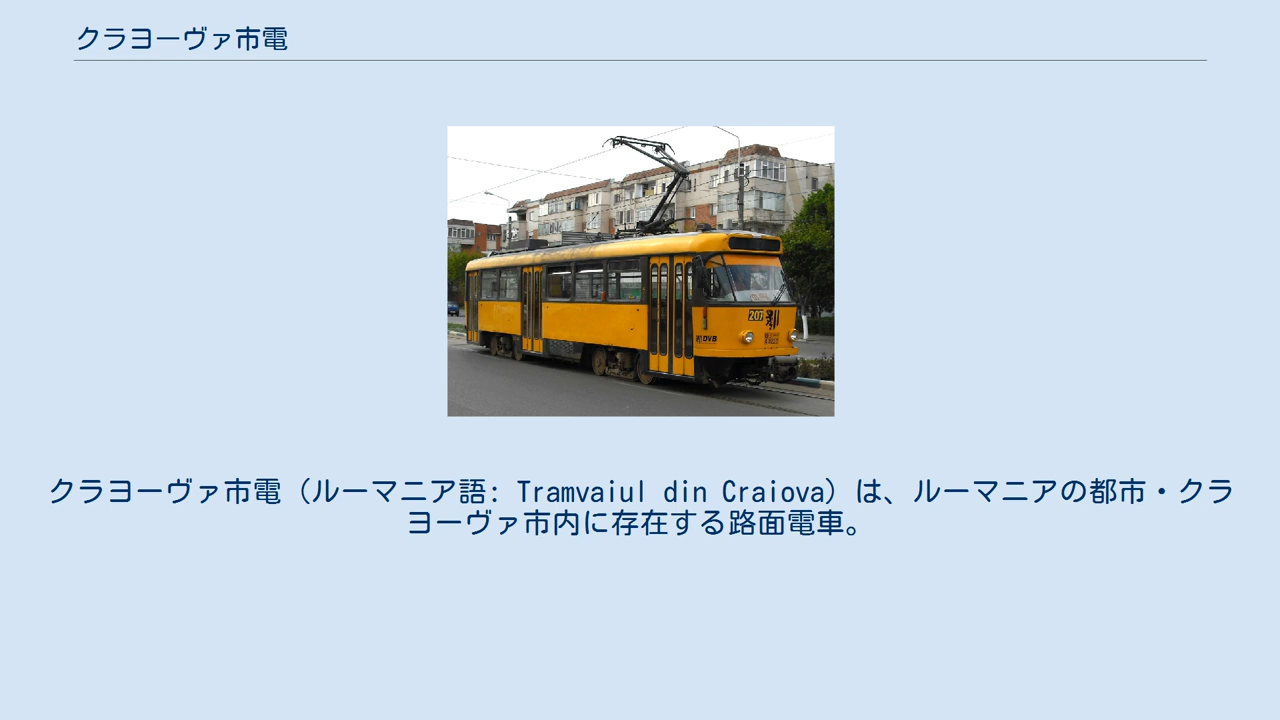 クラヨーヴァ市電
207
DVB
クラヨーヴァ市電（ルーマニア語: Tramvaiul din Craiova）は、ルーマニアの都市・クラ
ヨーヴァ市内に存在する路面電車。